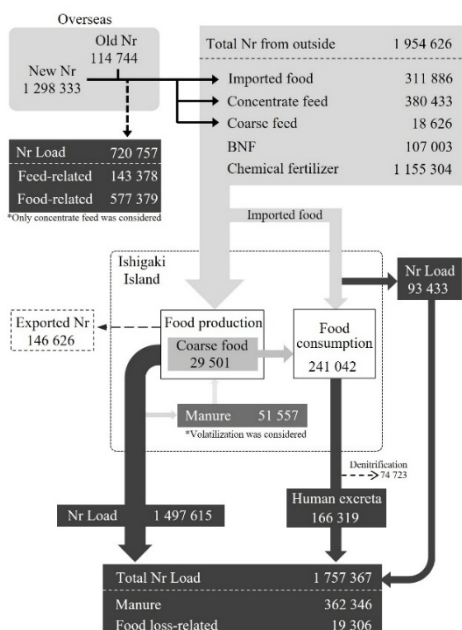 Overseas
Old Nr
114 744
New Nr
1 298 333
Nr Load 720 757
Feed-related 143 378
Food-related 577 379
*Only concentrate feed was considered
Total Nr from outside 1 954 626
Imported food 311 886
Concentrate feed 380 433
Coarse feed 18 626
BNF 107 003
Chemical fertilizer 1 155 304
Imported food
Ishigaki
Island
Nr Load
93 433
Exported Nr
146 626
Food production
Coarse food
29 501
Food
consumption
241 042
Manure 51 557
*Volatilization was considered
Denitrification
74 723
Human excreta
166 319
Nr Load 1 497 615
Total Nr Load 1 757 367
Manure 362 346
Food loss-related 19 306